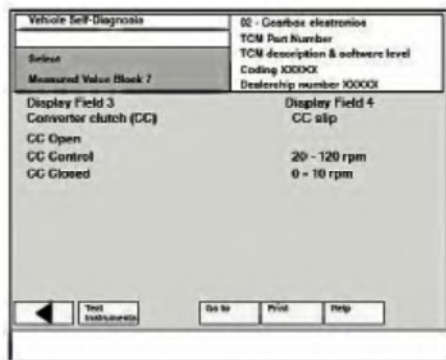 Vehicle Self-Diagnosis
02 - Gearbox electronics
TCM Part Number
TCM description & software level
Coding XXXXX
Dealership number XXXXX
Select
Measured Value Block 7
Display Field 3
Converter clutch (CC)
Display Field 4
CC slip
CC Open
CC Control 20 - 120 rpm
CC Closed 0 - 10 rpm
Test
Instruments
Go to
Print
Help